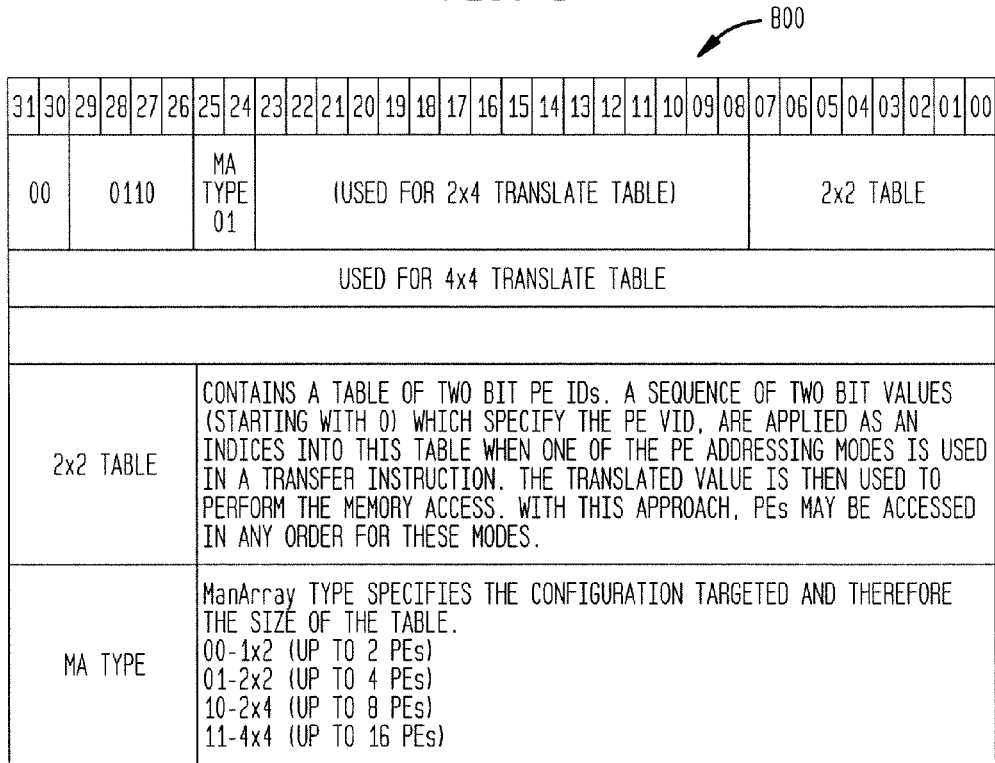 800
31 30 29 28 27 26 25 24 23 22 21 20 19 18 17 16 15 14 13 12 11 10 09 08 07 06 05 04 03 02 01 00
00
0110
MA
TYPE
01
(USED FOR 2x4 TRANSLATE TABLE)
2x2 TABLE
USED FOR 4x4 TRANSLATE TABLE
2x2 TABLE
CONTAINS A TABLE OF TWO BIT PE IDs. A SEQUENCE OF TWO BIT VALUES
(STARTING WITH 0) WHICH SPECIFY THE PE VID, ARE APPLIED AS AN
INDICES INTO THIS TABLE WHEN ONE OF THE PE ADDRESSING MODES IS USED
IN A TRANSFER INSTRUCTION. THE TRANSLATED VALUE IS THEN USED TO
PERFORM THE MEMORY ACCESS. WITH THIS APPROACH, PEs MAY BE ACCESSED
IN ANY ORDER FOR THESE MODES.
MA TYPE
ManArray TYPE SPECIFIES THE CONFIGURATION TARGETED AND THEREFORE
THE SIZE OF THE TABLE.
00-1x2 (UP TO 2 PEs)
01-2x2 (UP TO 4 PEs)
10-2x4 (UP TO 8 PEs)
11-4x4 (UP TO 16 PEs)